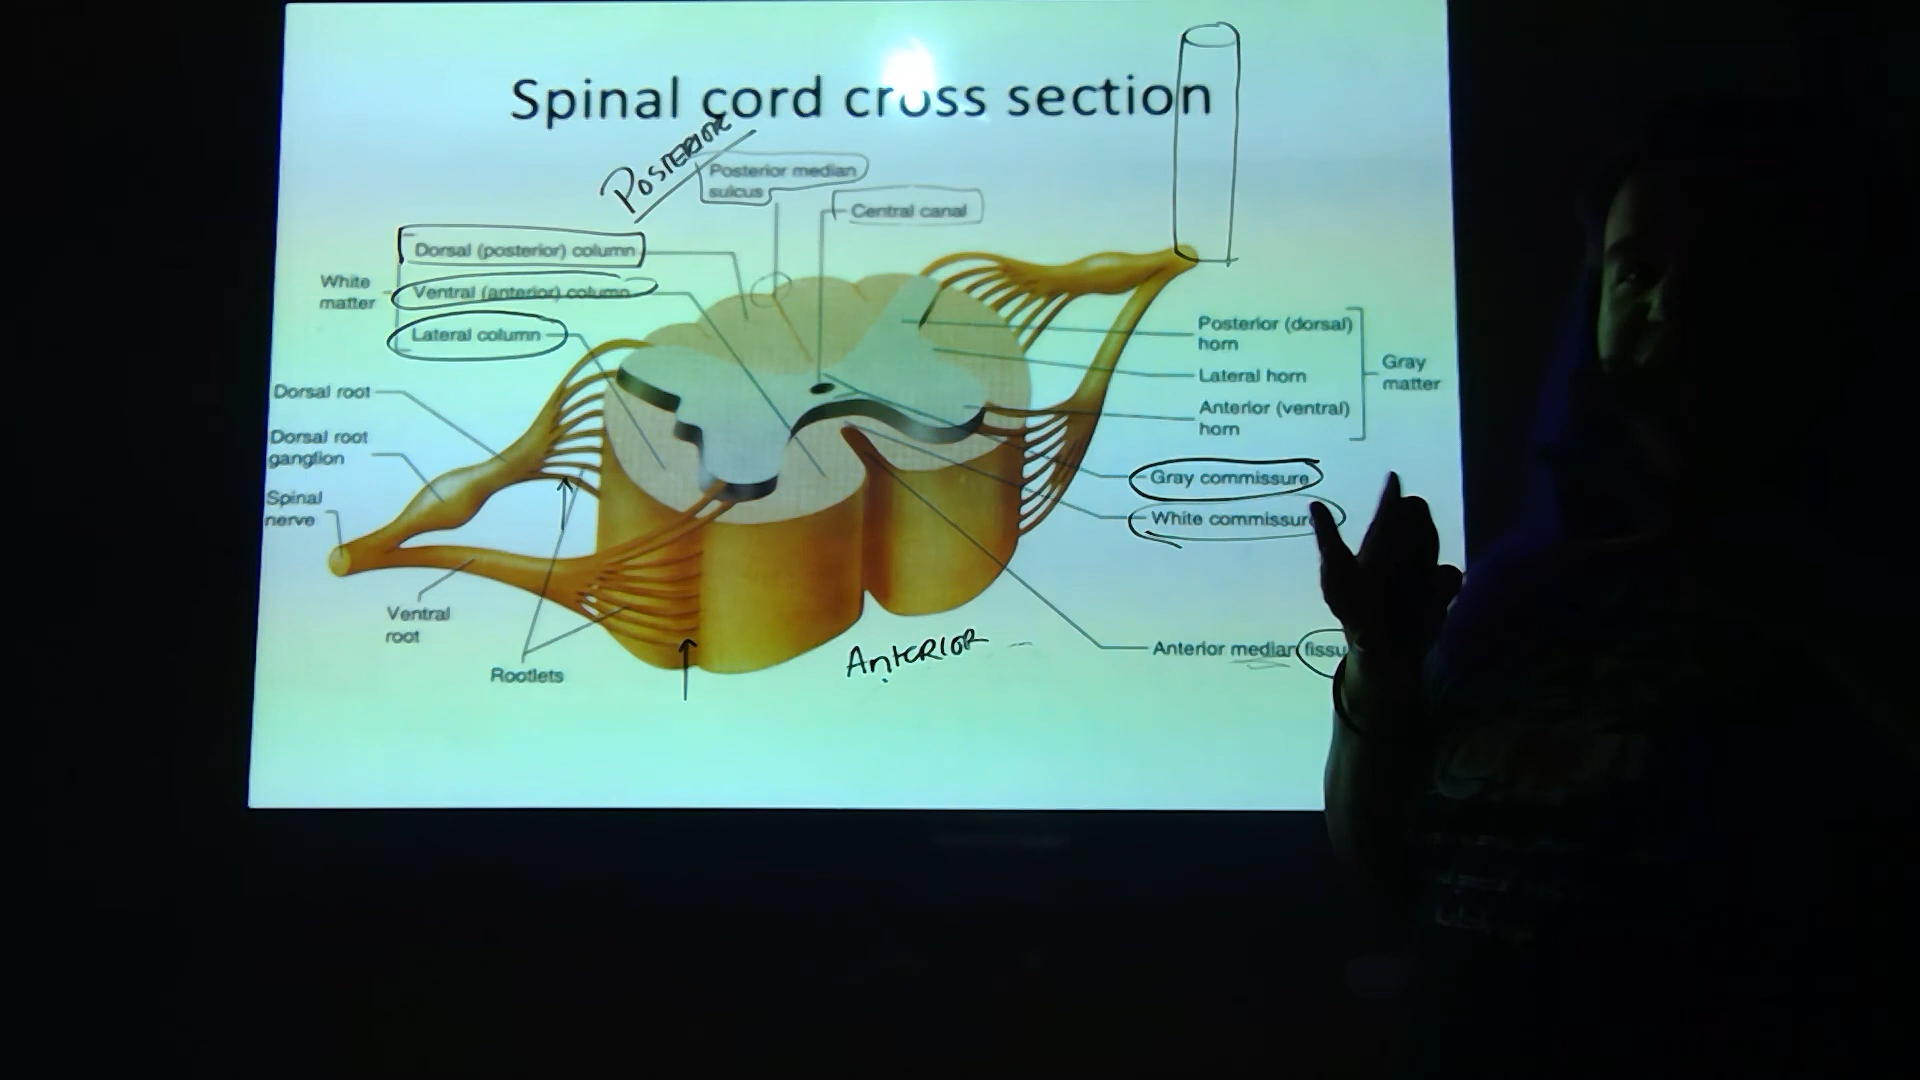 Spinal cord cross section
POSTERIOR
Posterior median
sulcus
Central canal
Dorsal (posterior) column
White
matter
Ventral (anterior) column
Lateral column
Dorsal root
Dorsal root
ganglion
Spinal
nerve
Ventral
root
Rootlets
Posterior (dorsal)
horn
Lateral horn
Anterior (ventral)
horn
Gray
matter
Gray commissure
White commissure
ANTERIOR
Anterior median fissu